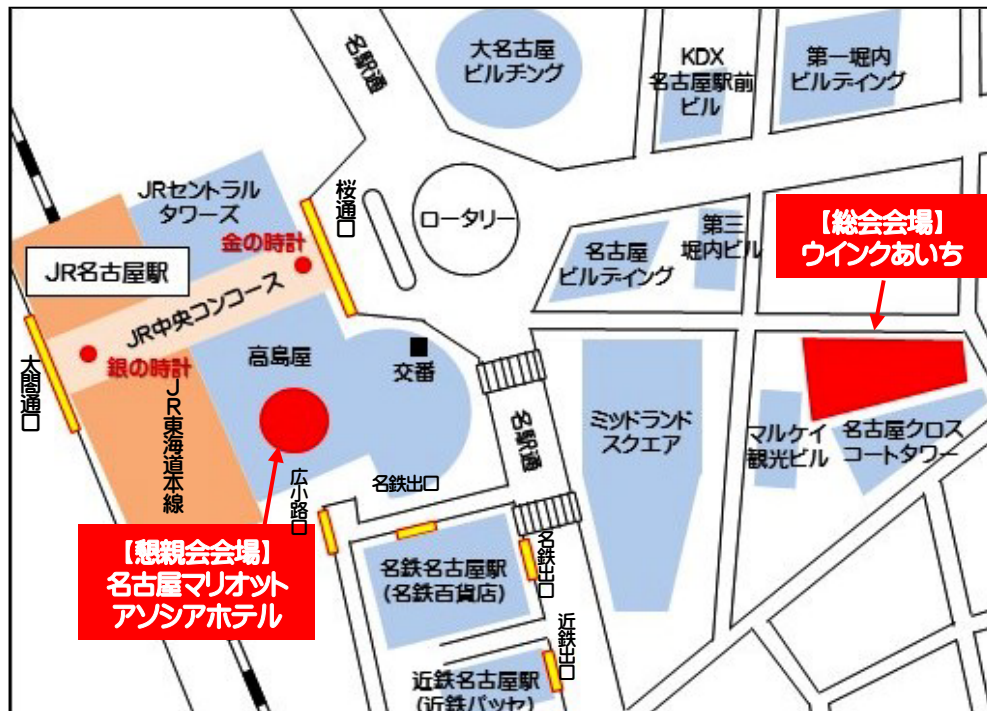 名駅通
大名古屋
ビルヂング
KDX
名古屋駅前
ビル
第一堀内
ビルディング
JRセントラル
タワーズ
桜通口
ロータリー
金の時計
JR名古屋駅
JR中央コンコース
名古屋
ビルディング
第三
堀内ビル
【総会会場】
ウインクあいち
銀の時計
太閤通口
高島屋
交番
JR東海道本線
名駅通
ミッドランド
スクエア
マルケイ
観光ビル
名古屋クロス
コートタワー
広小路口
名鉄出口
【懇親会会場】
名古屋マリオット
アソシアホテル
名鉄名古屋駅
(名鉄百貨店)
名鉄出口
近鉄出口
近鉄名古屋駅
(近鉄パッセ)